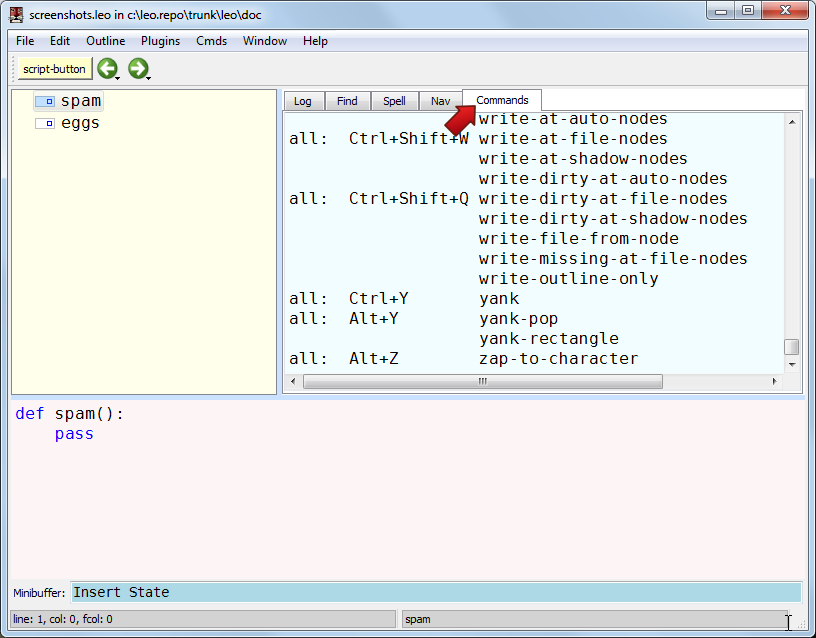 screenshots.leo in c:\leo.repo\trunk\leo\doc
File Edit Outline Plugins Cmds Window Help
script-button
spam
eggs
Log Find Spell Nav Commands
write-at-auto-nodes
all: Ctrl+Shift+W write-at-file-nodes
write-at-shadow-nodes
write-dirty-at-auto-nodes
all: Ctrl+Shift+Q write-dirty-at-file-nodes
write-dirty-at-shadow-nodes
write-file-from-node
write-missing-at-file-nodes
write-outline-only
all: Ctrl+Y yank
all: Alt+Y yank-pop
yank-rectangle
all: Alt+Z zap-to-character
def spam():
pass
Minibuffer: Insert State
line: 1, col: 0, fcol: 0 spam